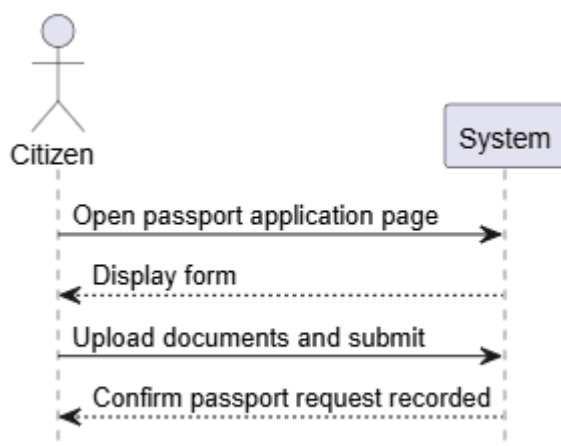 Citizen
System
Open passport application page
Display form
Upload documents and submit
Confirm passport request recorded